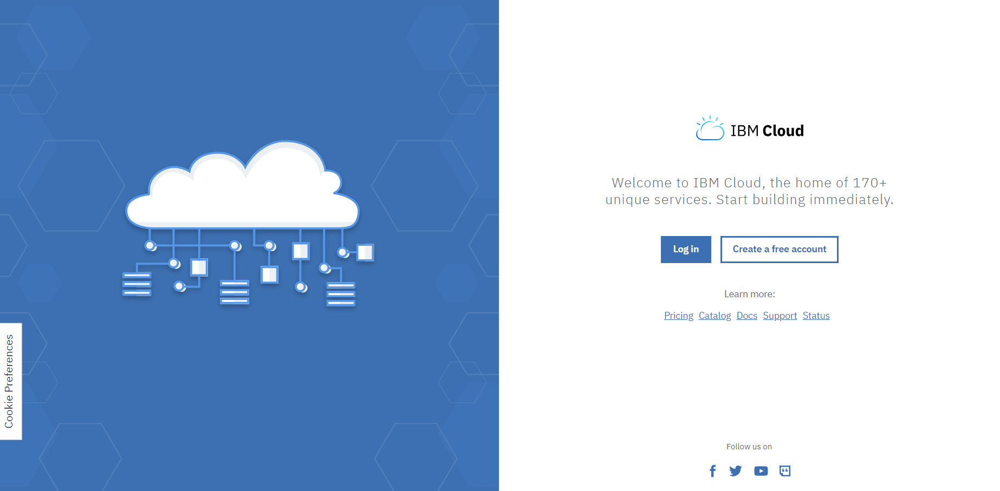 IBM Cloud
Welcome to IBM Cloud, the home of 170+
unique services. Start building immediately.
Log in
Create a free account
Learn more:
Pricing Catalog Docs Support Status
Cookie Preferences
Follow us on